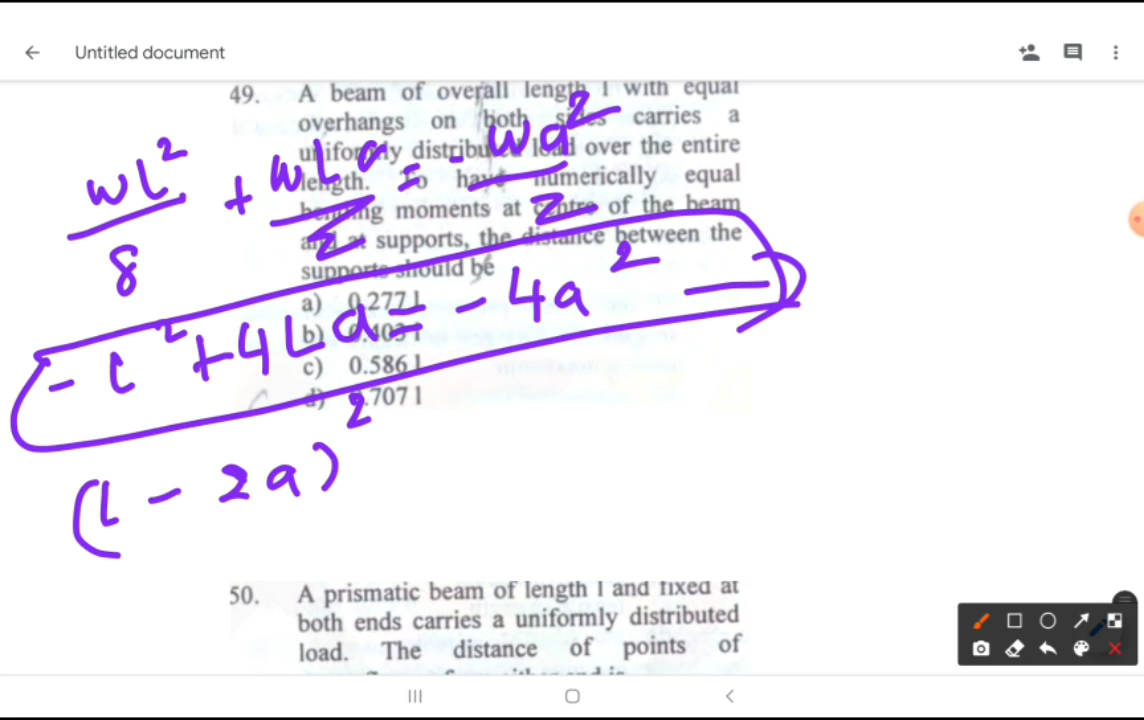 Untitled document
49. A beam of overall length l with equal
overhangs on both sides carries a
uniformly distributed load over the entire
length. To have numerically equal
bending moments at centre of the beam
and at supports, the distance between the
supports should be
a) 0.277 l
b) 0.403 l
c) 0.586 l
d) 0.707 l
wl²/8 + wLa/2 = - wa²/2
- L² + 4La = - 4a²
(L - 2a)²
50. A prismatic beam of length l and fixed at
both ends carries a uniformly distributed
load. The distance of points of